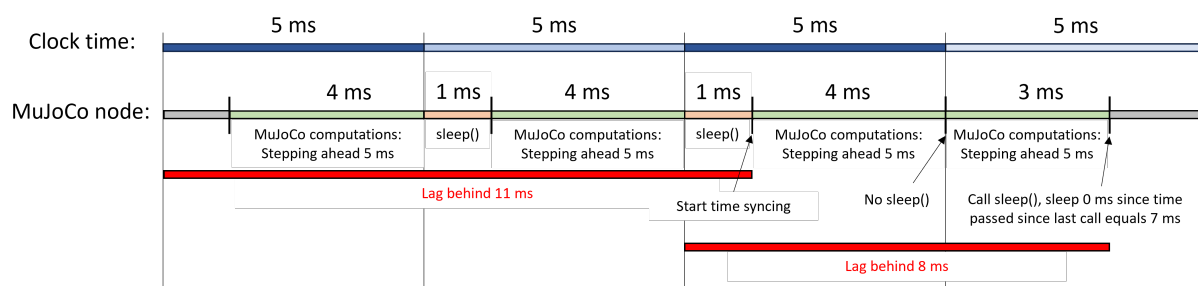 5 ms
5 ms
5 ms
5 ms
Clock time:
4 ms
1 ms
4 ms
1 ms
4 ms
3 ms
MuJoCo node:
MuJoCo computations:
Stepping ahead 5 ms
sleep()
MuJoCo computations:
Stepping ahead 5 ms
sleep()
MuJoCo computations:
Stepping ahead 5 ms
MuJoCo computations:
Stepping ahead 5 ms
Lag behind 11 ms
Start time syncing
No sleep()
Call sleep(), sleep 0 ms since time
passed since last call equals 7 ms
Lag behind 8 ms